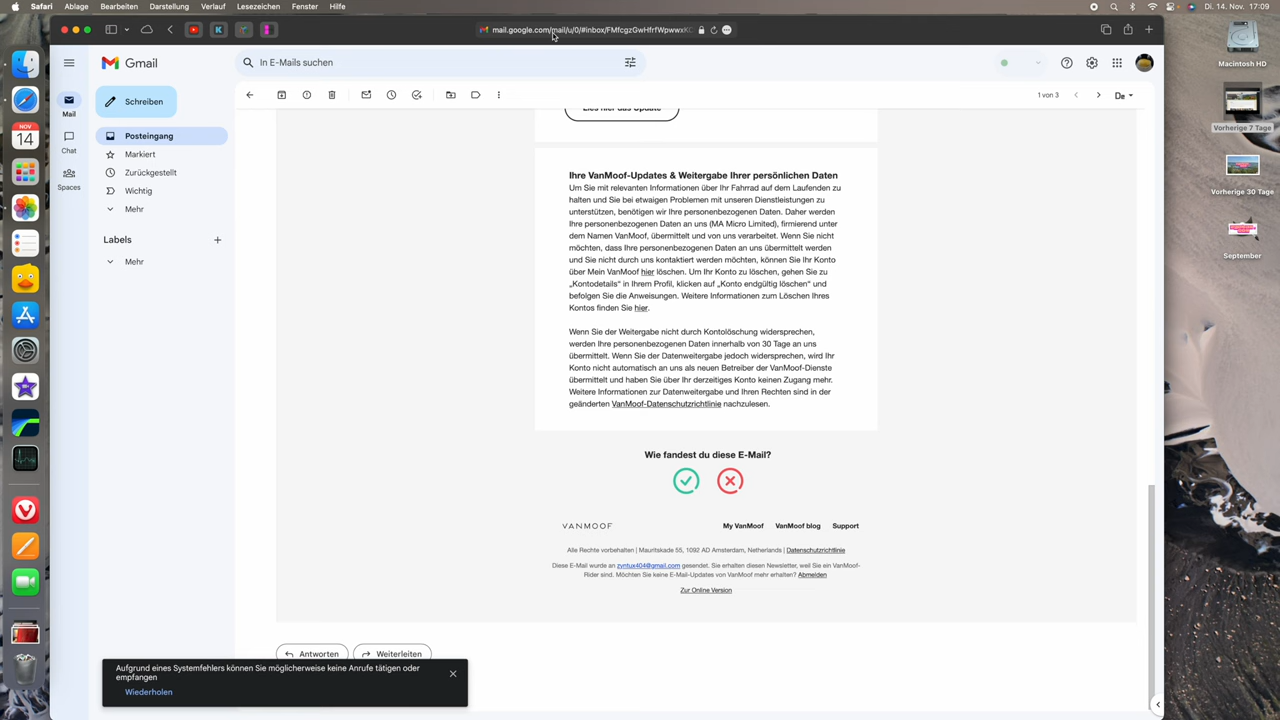 Safari Ablage Bearbeiten Darstellung Verlauf Lesezeichen Fenster Hilfe
Di. 14. Nov. 17:09
mail.google.com/mail/u/0/#inbox/FMfcgzGwHfrfWpwwxKC
Gmail
In E-Mails suchen
Schreiben
Mail
Chat
Spaces
Posteingang
Markiert
Zurückgestellt
Wichtig
Mehr
Labels
Mehr
1 von 3
De
Lies hier das Update
Ihre VanMoof-Updates & Weitergabe Ihrer persönlichen Daten
Um Sie mit relevanten Informationen über Ihr Fahrrad auf dem Laufenden zu
halten und Sie bei etwaigen Problemen mit unseren Dienstleistungen zu
unterstützen, benötigen wir Ihre personenbezogenen Daten. Daher werden
Ihre personenbezogenen Daten an uns (MA Micro Limited), firmierend unter
dem Namen VanMoof, übermittelt und von uns verarbeitet. Wenn Sie nicht
möchten, dass Ihre personenbezogenen Daten an uns übermittelt werden
und Sie nicht durch uns kontaktiert werden möchten, können Sie Ihr Konto
über Mein VanMoof hier löschen. Um Ihr Konto zu löschen, gehen Sie zu
„Kontodetails“ in Ihrem Profil, klicken auf „Konto endgültig löschen“ und
befolgen Sie die Anweisungen. Weitere Informationen zum Löschen Ihres
Kontos finden Sie hier.
Wenn Sie der Weitergabe nicht durch Kontolöschung widersprechen,
werden Ihre personenbezogenen Daten innerhalb von 30 Tage an uns
übermittelt. Wenn Sie der Datenweitergabe jedoch widersprechen, wird Ihr
Konto nicht automatisch an uns als neuen Betreiber der VanMoof-Dienste
übermittelt und haben Sie über Ihr derzeitiges Konto keinen Zugang mehr.
Weitere Informationen zur Datenweitergabe und Ihren Rechten sind in der
geänderten VanMoof-Datenschutzrichtlinie nachzulesen.
Wie fandest du diese E-Mail?
VANMOOF
My VanMoof VanMoof blog Support
Alle Rechte vorbehalten | Mauritskade 55, 1092 AD Amsterdam, Netherlands | Datenschutzrichtlinie
Diese E-Mail wurde an zyntux404@gmail.com gesendet. Sie erhalten diesen Newsletter, weil Sie ein VanMoof-
Rider sind. Möchten Sie keine E-Mail-Updates von VanMoof mehr erhalten? Abmelden
Zur Online Version
Antworten
Weiterleiten
Aufgrund eines Systemfehlers können Sie möglicherweise keine Anrufe tätigen oder
empfangen
Wiederholen
NOV
14
Macintosh HD
Vorherige 7 Tage
Vorherige 30 Tage
September